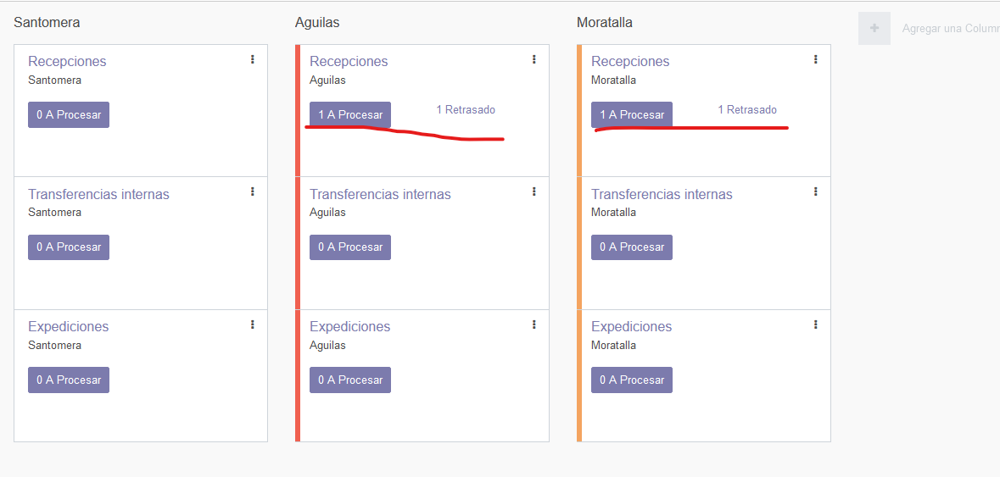 Santomera
Aguilas
Moratalla
Agregar una Colum
Recepciones
Santomera
0 A Procesar
Recepciones
Aguilas
1 A Procesar
1 Retrasado
Recepciones
Moratalla
1 A Procesar
1 Retrasado
Transferencias internas
Santomera
0 A Procesar
Transferencias internas
Aguilas
0 A Procesar
Transferencias internas
Moratalla
0 A Procesar
Expediciones
Santomera
0 A Procesar
Expediciones
Aguilas
0 A Procesar
Expediciones
Moratalla
0 A Procesar